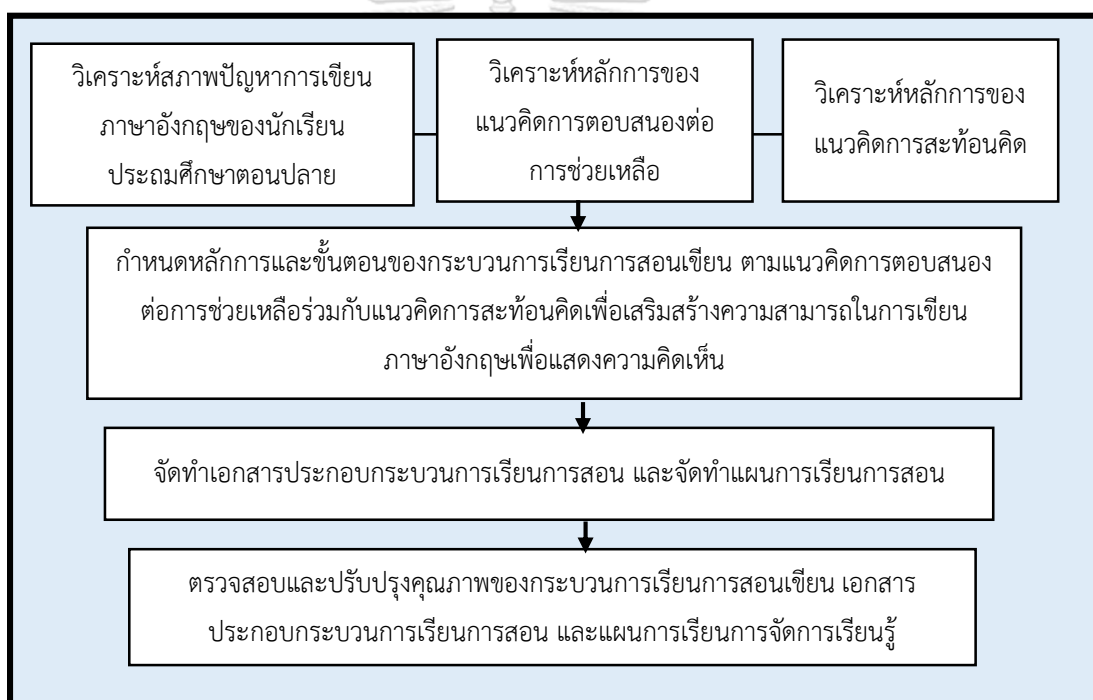 วิเคราะห์สภาพปัญหาการเขียน
ภาษาอังกฤษของนักเรียน
ประถมศึกษาตอนปลาย
วิเคราะห์หลักการของ
แนวคิดการตอบสนองต่อ
การช่วยเหลือ
วิเคราะห์หลักการของ
แนวคิดการสะท้อนคิด
กำหนดหลักการและขั้นตอนของกระบวนการเรียนการสอนเขียน ตามแนวคิดการตอบสนอง
ต่อการช่วยเหลือร่วมกับแนวคิดการสะท้อนคิดเพื่อเสริมสร้างความสามารถในการเขียน
ภาษาอังกฤษเพื่อแสดงความคิดเห็น
จัดทำเอกสารประกอบกระบวนการเรียนการสอน และจัดทำแผนการเรียนการสอน
ตรวจสอบและปรับปรุงคุณภาพของกระบวนการเรียนการสอนเขียน เอกสาร
ประกอบกระบวนการเรียนการสอน และแผนการเรียนการจัดการเรียนรู้